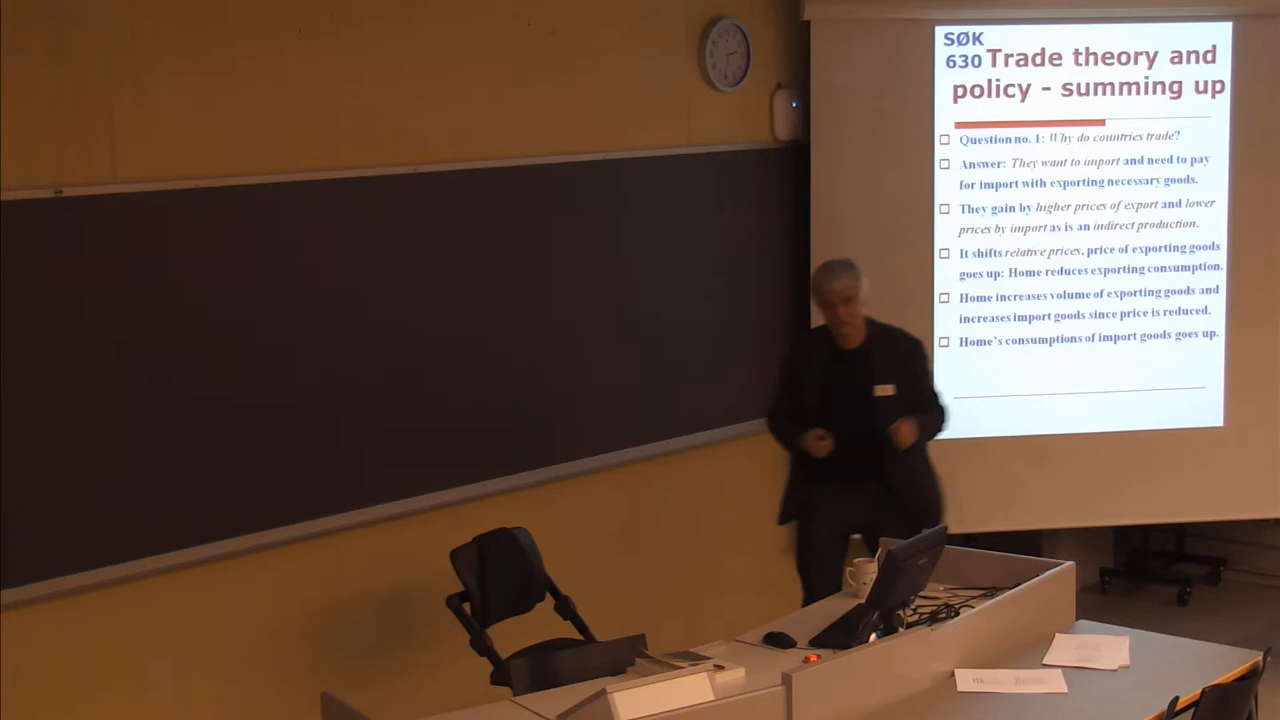 SØK
630 Trade theory and
policy - summing up
Question no. 1: Why do countries trade?
Answer: They want to import and need to pay
for import with exporting necessary goods.
They gain by higher prices of export and lower
prices by import as is an indirect production.
It shifts relative prices, price of exporting goods
goes up: Home reduces exporting consumption.
Home increases volume of exporting goods and
increases import goods since price is reduced.
Home's consumptions of import goods goes up.